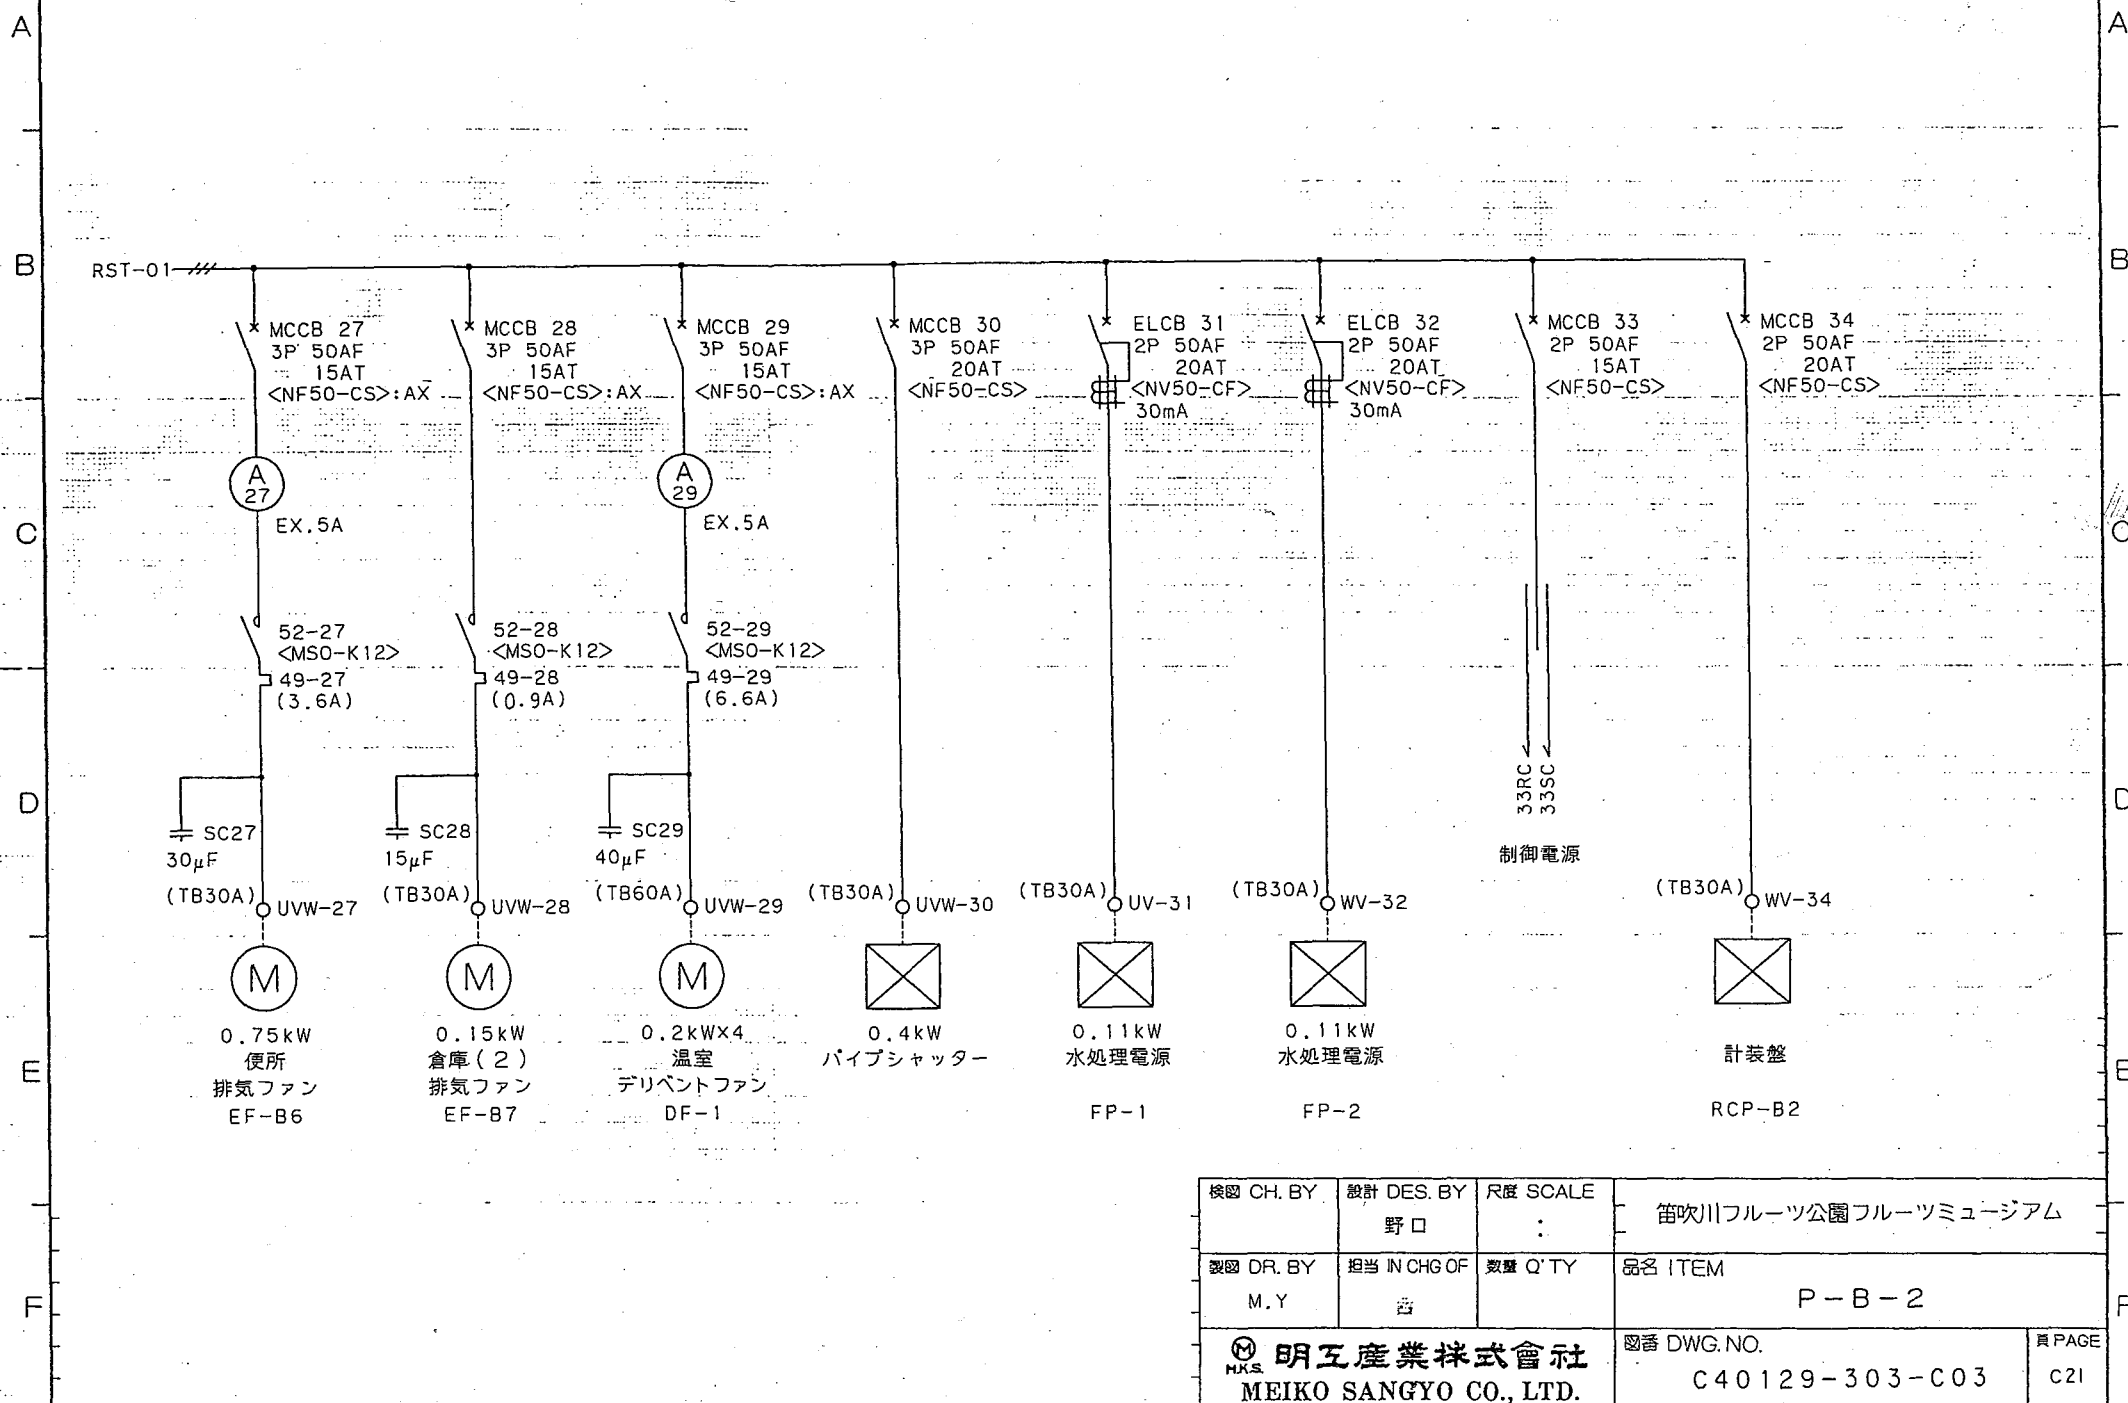 A
A
B
B
C
C
D
D
E
E
F
F
RST-01
MCCB 27
3P 50AF
15AT
<NF50-CS>:AX
A
27
EX.5A
52-27
<MSO-K12>
49-27
(3.6A)
SC27
30μF
(TB30A)
UVW-27
M
0.75kW
便所
排気ファン
EF-B6
MCCB 28
3P 50AF
15AT
<NF50-CS>:AX
52-28
<MSO-K12>
49-28
(0.9A)
SC28
15μF
(TB30A)
UVW-28
M
0.15kW
倉庫(2)
排気ファン
EF-B7
MCCB 29
3P 50AF
15AT
<NF50-CS>:AX
A
29
EX.5A
52-29
<MSO-K12>
49-29
(6.6A)
SC29
40μF
(TB60A)
UVW-29
M
0.2kW×4
温室
デリベントファン
DF-1
MCCB 30
3P 50AF
20AT
<NF50-CS>
(TB30A)
UVW-30
0.4kW
パイプシャッター
ELCB 31
2P 50AF
20AT
<NV50-CF>
30mA
(TB30A)
UV-31
0.11kW
水処理電源
FP-1
ELCB 32
2P 50AF
20AT
<NV50-CF>
30mA
(TB30A)
WV-32
0.11kW
水処理電源
FP-2
MCCB 33
2P 50AF
15AT
<NF50-CS>
33RC
33SC
制御電源
MCCB 34
2P 50AF
20AT
<NF50-CS>
(TB30A)
WV-34
計装盤
RCP-B2
検図 CH. BY
設計 DES. BY
野口
尺度 SCALE
:
笛吹川フルーツ公園フルーツミュージアム
製図 DR. BY
M.Y
担当 IN CHG OF
数量 Q'TY
品名 ITEM
P-B-2
M
H.K.S.
明工産業株式會社
MEIKO SANGYO CO., LTD.
図番 DWG. NO.
C40129-303-C03
頁 PAGE
C21